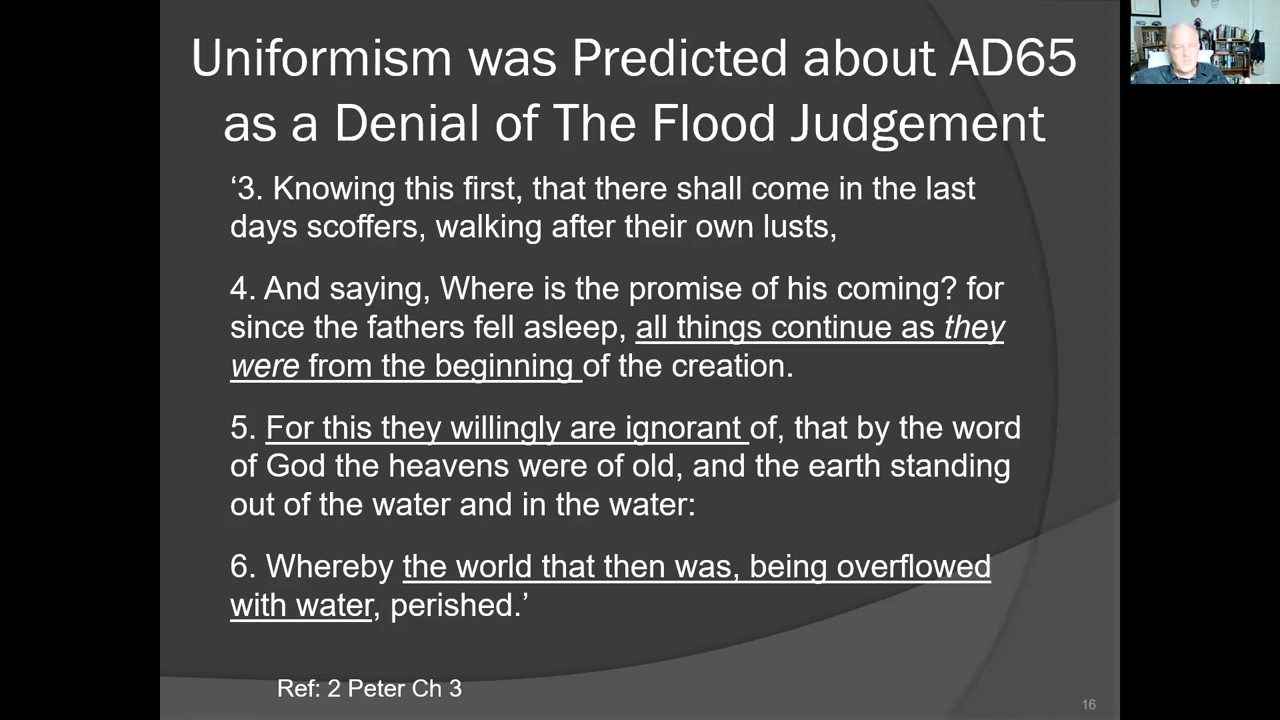 Uniformism was Predicted about AD65
as a Denial of The Flood Judgement
‘3. Knowing this first, that there shall come in the last
days scoffers, walking after their own lusts,
4. And saying, Where is the promise of his coming? for
since the fathers fell asleep, all things continue as they
were from the beginning of the creation.
5. For this they willingly are ignorant of, that by the word
of God the heavens were of old, and the earth standing
out of the water and in the water:
6. Whereby the world that then was, being overflowed
with water, perished.’
Ref: 2 Peter Ch 3
16